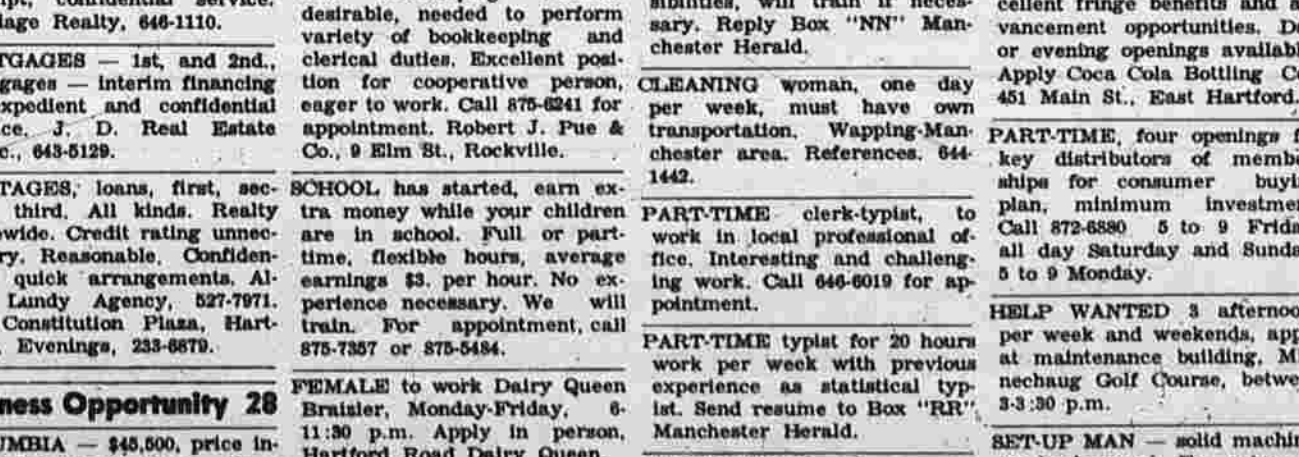 lage Realty, 646-1110.
TGAGES — 1st, and 2nd.,
gages — interim financing
xpedient and confidential
ce. J. D. Real Estate
c., 643-5129.
TAGES, loans, first, sec-
third. All kinds. Realty
wide. Credit rating unnec-
ry. Reasonable. Confiden-
quick arrangements. Al-
Lundy Agency, 527-7971.
Constitution Plaza, Hart-
Evenings, 233-6879.
ness Opportunity 28
UMBIA — $45,500, price in-
desirable, needed to perform
variety of bookkeeping and
clerical duties. Excellent posi-
tion for cooperative person,
eager to work. Call 875-6241 for
appointment. Robert J. Pue &
Co., 9 Elm St., Rockville.
SCHOOL has started, earn ex-
tra money while your children
are in school. Full or part-
time, flexible hours, average
earnings $3. per hour. No ex-
perience necessary. We will
train. For appointment, call
875-7357 or 875-5484.
FEMALE to work Dairy Queen
Braisler, Monday-Friday, 6-
11:30 p.m. Apply in person,
Hartford Road Dairy Queen
sibilities, will train if neces-
sary. Reply Box "NN" Man-
chester Herald.
CLEANING woman, one day
per week, must have own
transportation. Wapping-Man-
chester area. References. 644-
1442.
PART-TIME clerk-typist, to
work in local professional of-
fice. Interesting and challeng-
ing work. Call 646-6019 for ap-
pointment.
PART-TIME typist for 20 hours
work per week with previous
experience as statistical typ-
ist. Send resume to Box "RR",
Manchester Herald.
cellent fringe benefits and a
vancement opportunities. D
or evening openings availabl
Apply Coca Cola Bottling C
451 Main St., East Hartford.
PART-TIME, four openings f
key distributors of membe
ships for consumer buyi
plan, minimum investmen
Call 872-6880 5 to 9 Frida
all day Saturday and Sunda
5 to 9 Monday.
HELP WANTED 3 afternoo
per week and weekends, app
at maintenance building, M
nechaug Golf Course, betwe
3-3:30 p.m.
SET-UP MAN — solid machin